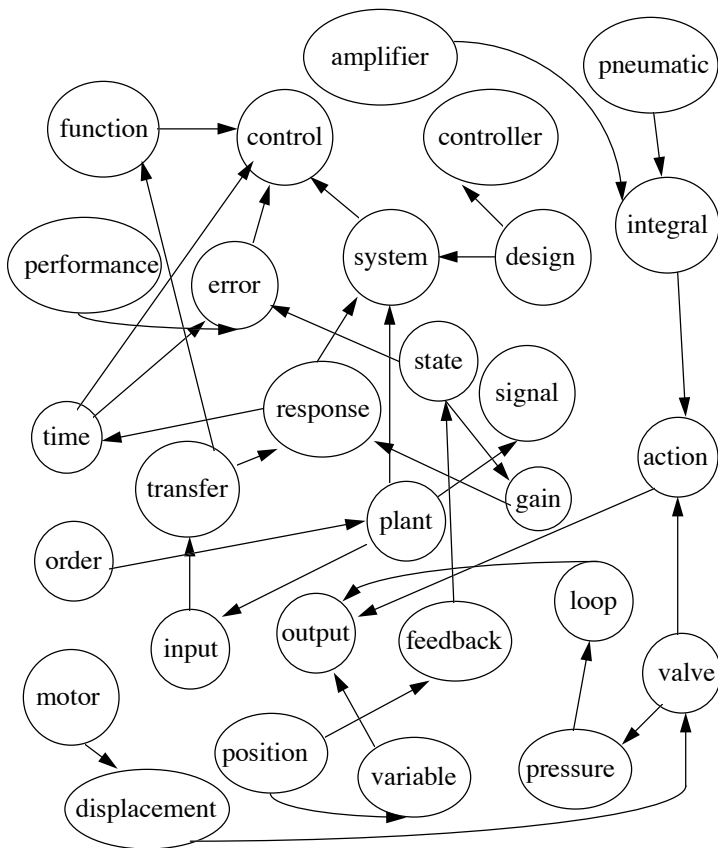 amplifier
pneumatic
function
control
controller
integral
performance
error
system
design
state
signal
time
response
action
transfer
gain
order
plant
loop
input
output
feedback
valve
motor
position
variable
pressure
displacement